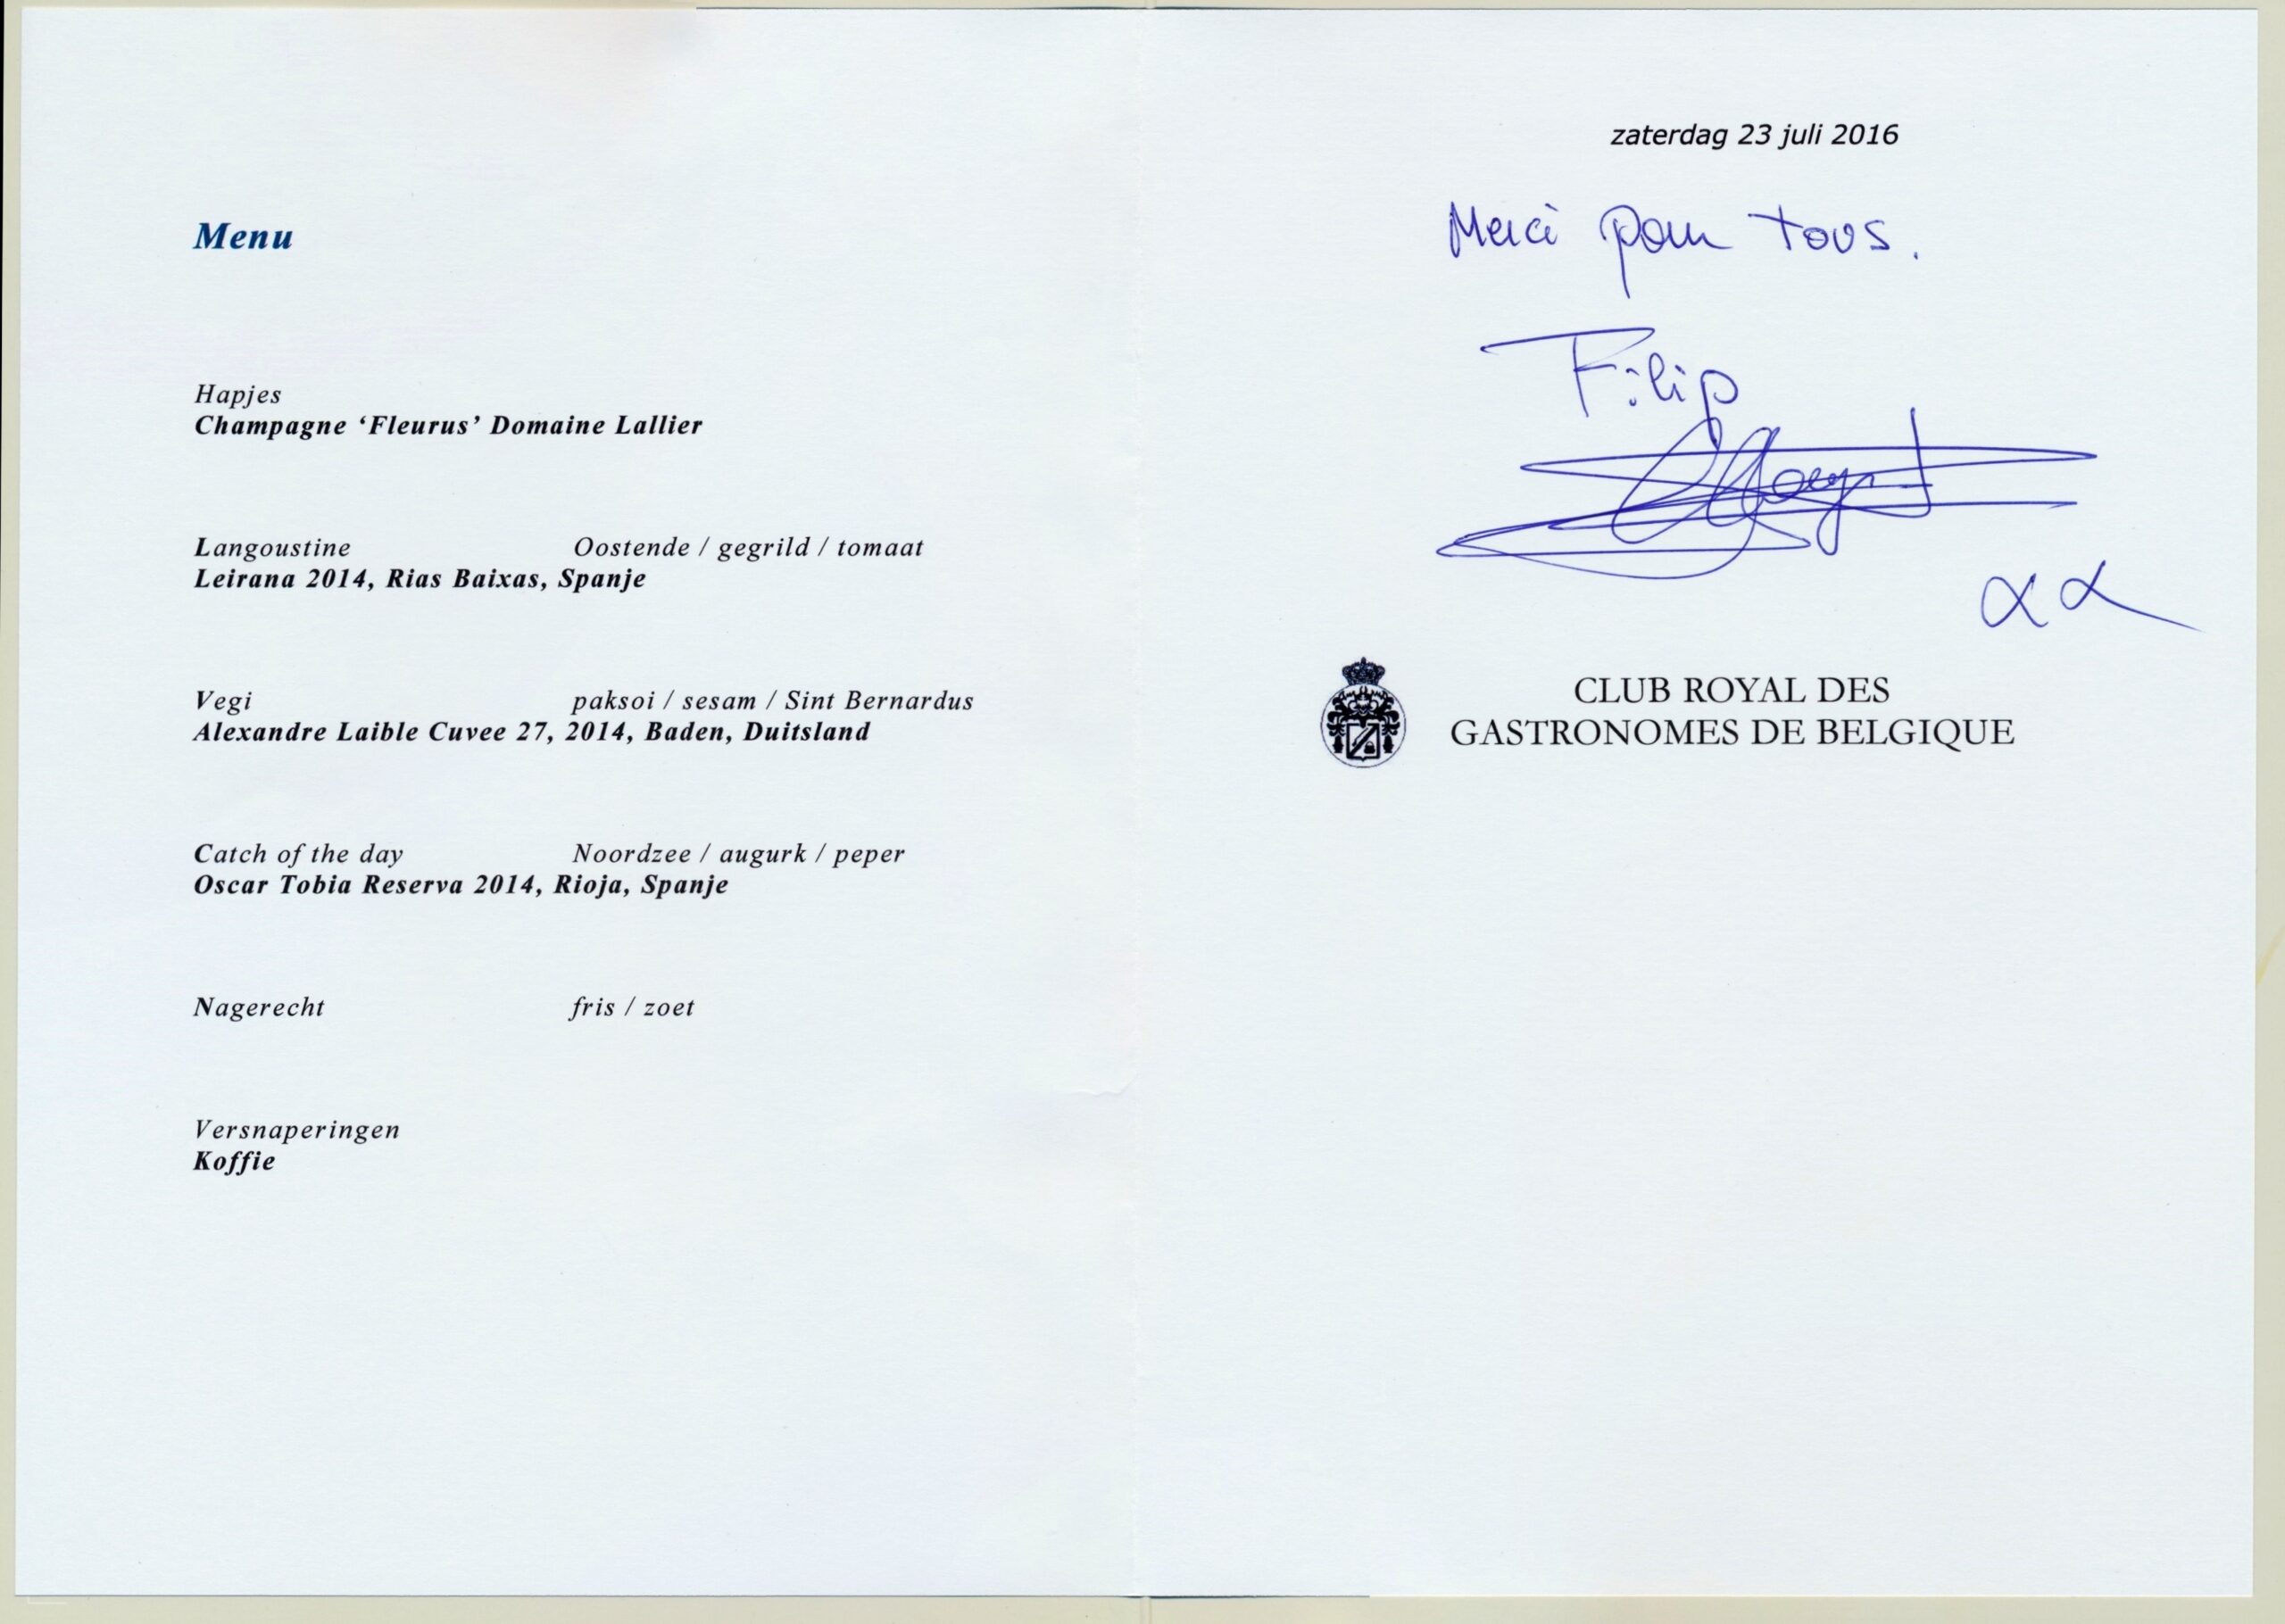 Menu
Hapjes
Champagne ‘Fleurus’ Domaine Lallier
Langoustine Oostende / gegrild / tomaat
Leirana 2014, Rias Baixas, Spanje
Vegi paksoi / sesam / Sint Bernardus
Alexandre Laible Cuvee 27, 2014, Baden, Duitsland
Catch of the day Noordzee / augurk / peper
Oscar Tobia Reserva 2014, Rioja, Spanje
Nagerecht fris / zoet
Versnaperingen
Koffie
zaterdag 23 juli 2016
Merci pour tous.
Filip
xx
CLUB ROYAL DES
GASTRONOMES DE BELGIQUE